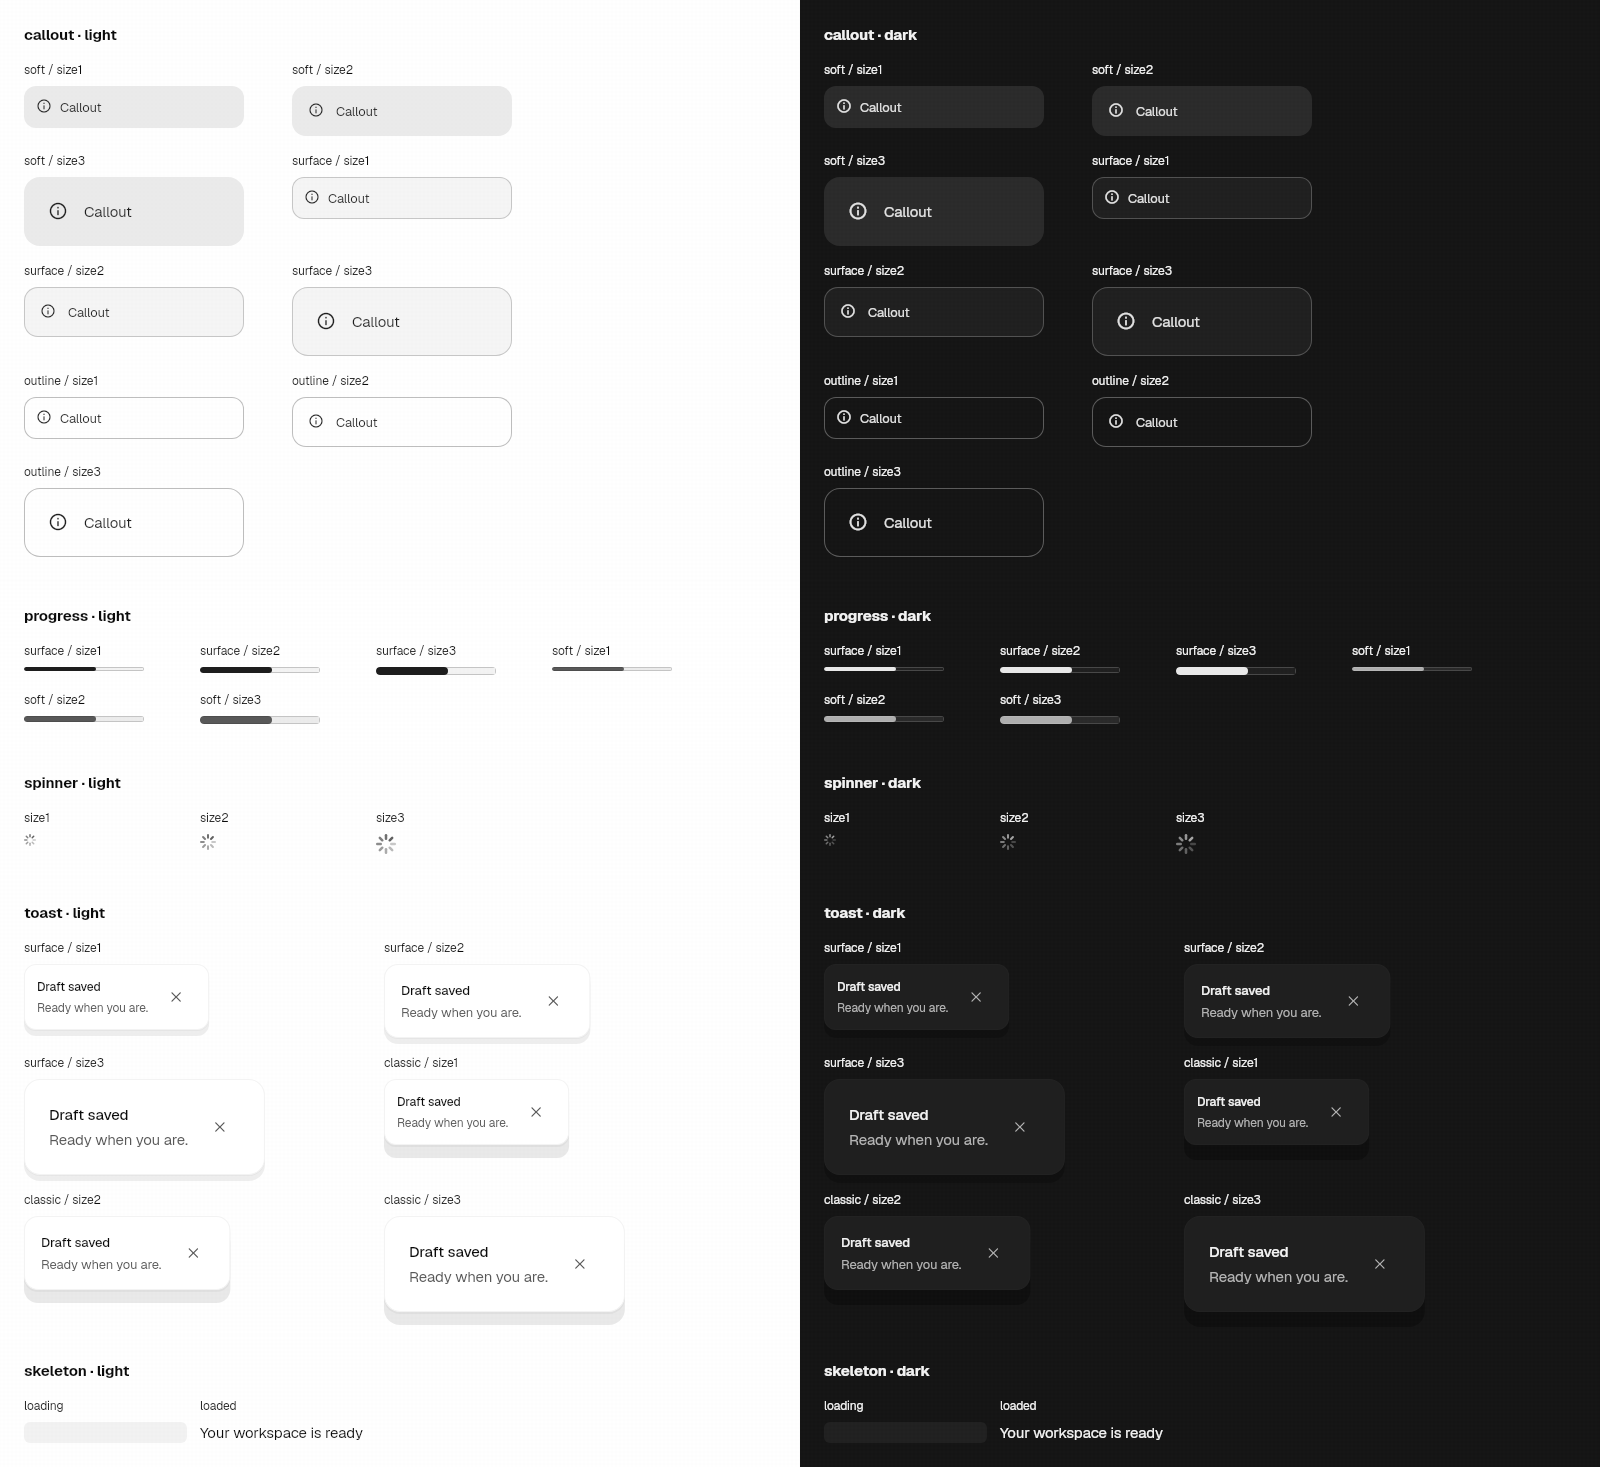 callout · light
soft / size1
soft / size2
Callout
Callout
soft / size3
surface / size1
Callout
Callout
surface / size2
surface / size3
Callout
Callout
outline / size1
outline / size2
Callout
Callout
outline / size3
Callout
progress · light
surface / size1
surface / size2
surface / size3
soft / size1
soft / size2
soft / size3
spinner · light
size1
size2
size3
toast · light
surface / size1
surface / size2
Draft saved
Ready when you are.
Draft saved
Ready when you are.
surface / size3
classic / size1
Draft saved
Ready when you are.
Draft saved
Ready when you are.
classic / size2
classic / size3
Draft saved
Ready when you are.
Draft saved
Ready when you are.
skeleton · light
loading
loaded
Your workspace is ready
callout · dark
soft / size1
soft / size2
Callout
Callout
soft / size3
surface / size1
Callout
Callout
surface / size2
surface / size3
Callout
Callout
outline / size1
outline / size2
Callout
Callout
outline / size3
Callout
progress · dark
surface / size1
surface / size2
surface / size3
soft / size1
soft / size2
soft / size3
spinner · dark
size1
size2
size3
toast · dark
surface / size1
surface / size2
Draft saved
Ready when you are.
Draft saved
Ready when you are.
surface / size3
classic / size1
Draft saved
Ready when you are.
Draft saved
Ready when you are.
classic / size2
classic / size3
Draft saved
Ready when you are.
Draft saved
Ready when you are.
skeleton · dark
loading
loaded
Your workspace is ready